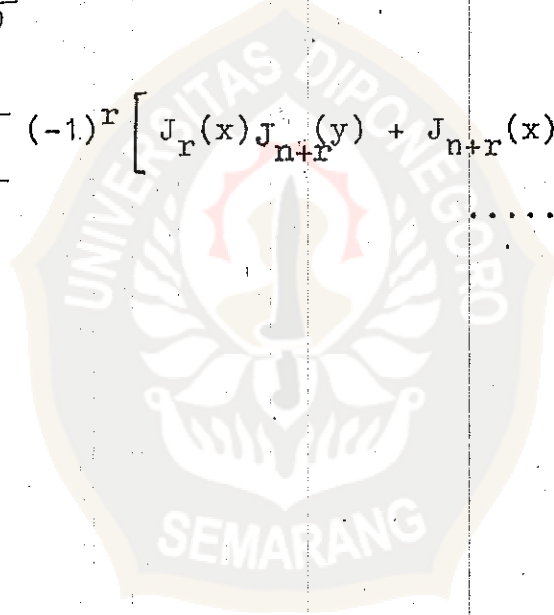 (-1)^r [ J_r(x)J_{n+r}(y) + J_{n+r}(x)
.....
UNIVERSITAS DIPONEGORO
SEMARANG